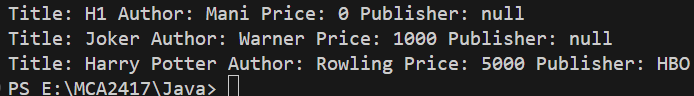 Title: H1 Author: Mani Price: 0 Publisher: null
Title: Joker Author: Warner Price: 1000 Publisher: null
Title: Harry Potter Author: Rowling Price: 5000 Publisher: HBO
PS E:\MCA2417\Java>